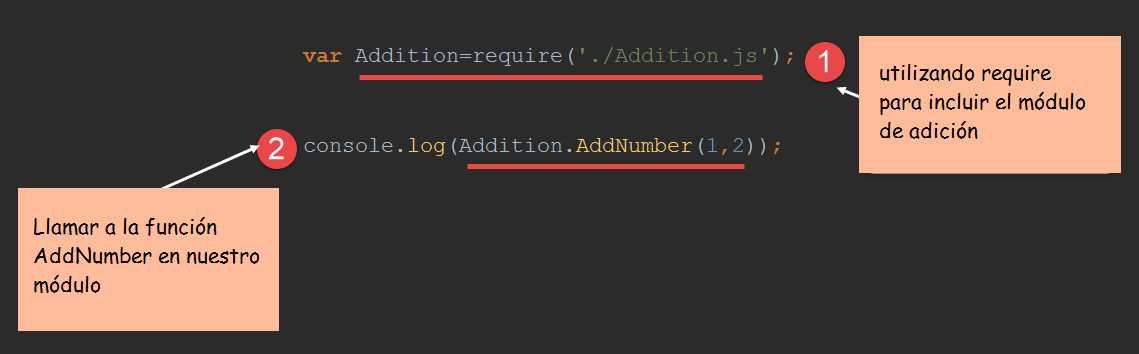 var Addition=require('./Addition.js');
1
utilizando require
para incluir el módulo
de adición
2
console.log(Addition.AddNumber(1,2));
Llamar a la función
AddNumber en nuestro
módulo